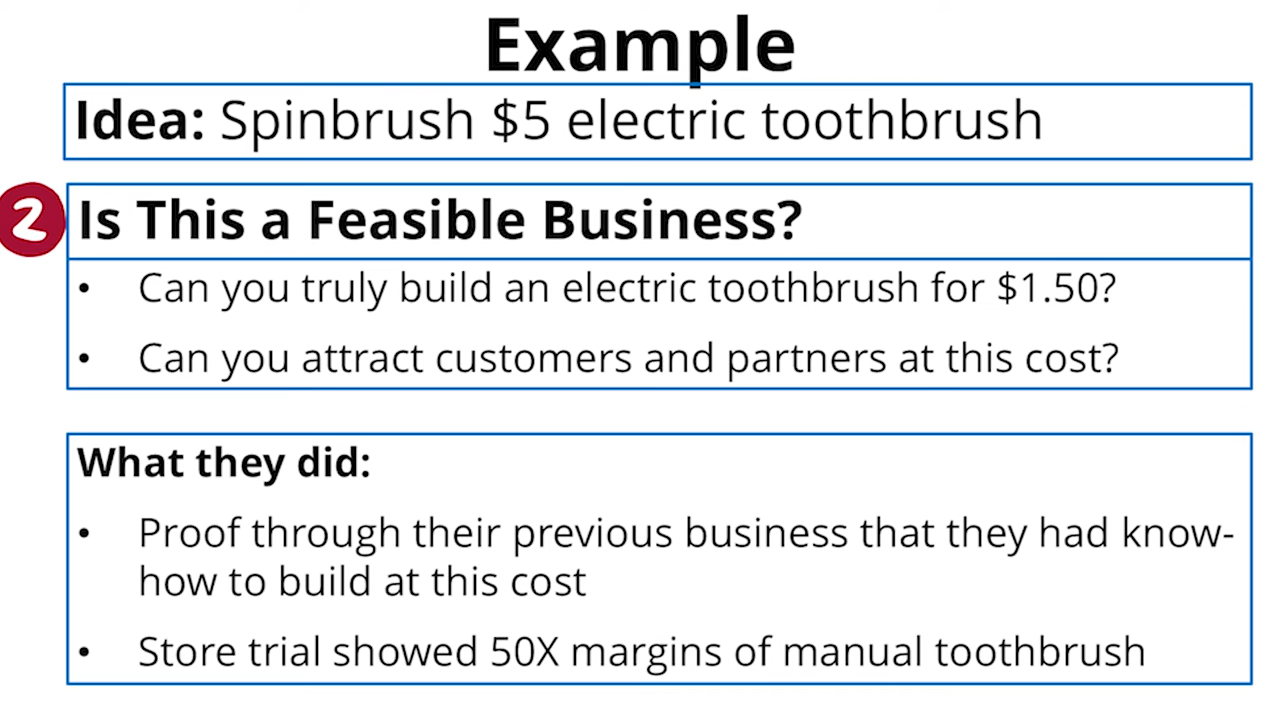 Example
Idea: Spinbrush $5 electric toothbrush
2
Is This a Feasible Business?
• Can you truly build an electric toothbrush for $1.50?
• Can you attract customers and partners at this cost?
What they did:
• Proof through their previous business that they had know-
how to build at this cost
• Store trial showed 50X margins of manual toothbrush